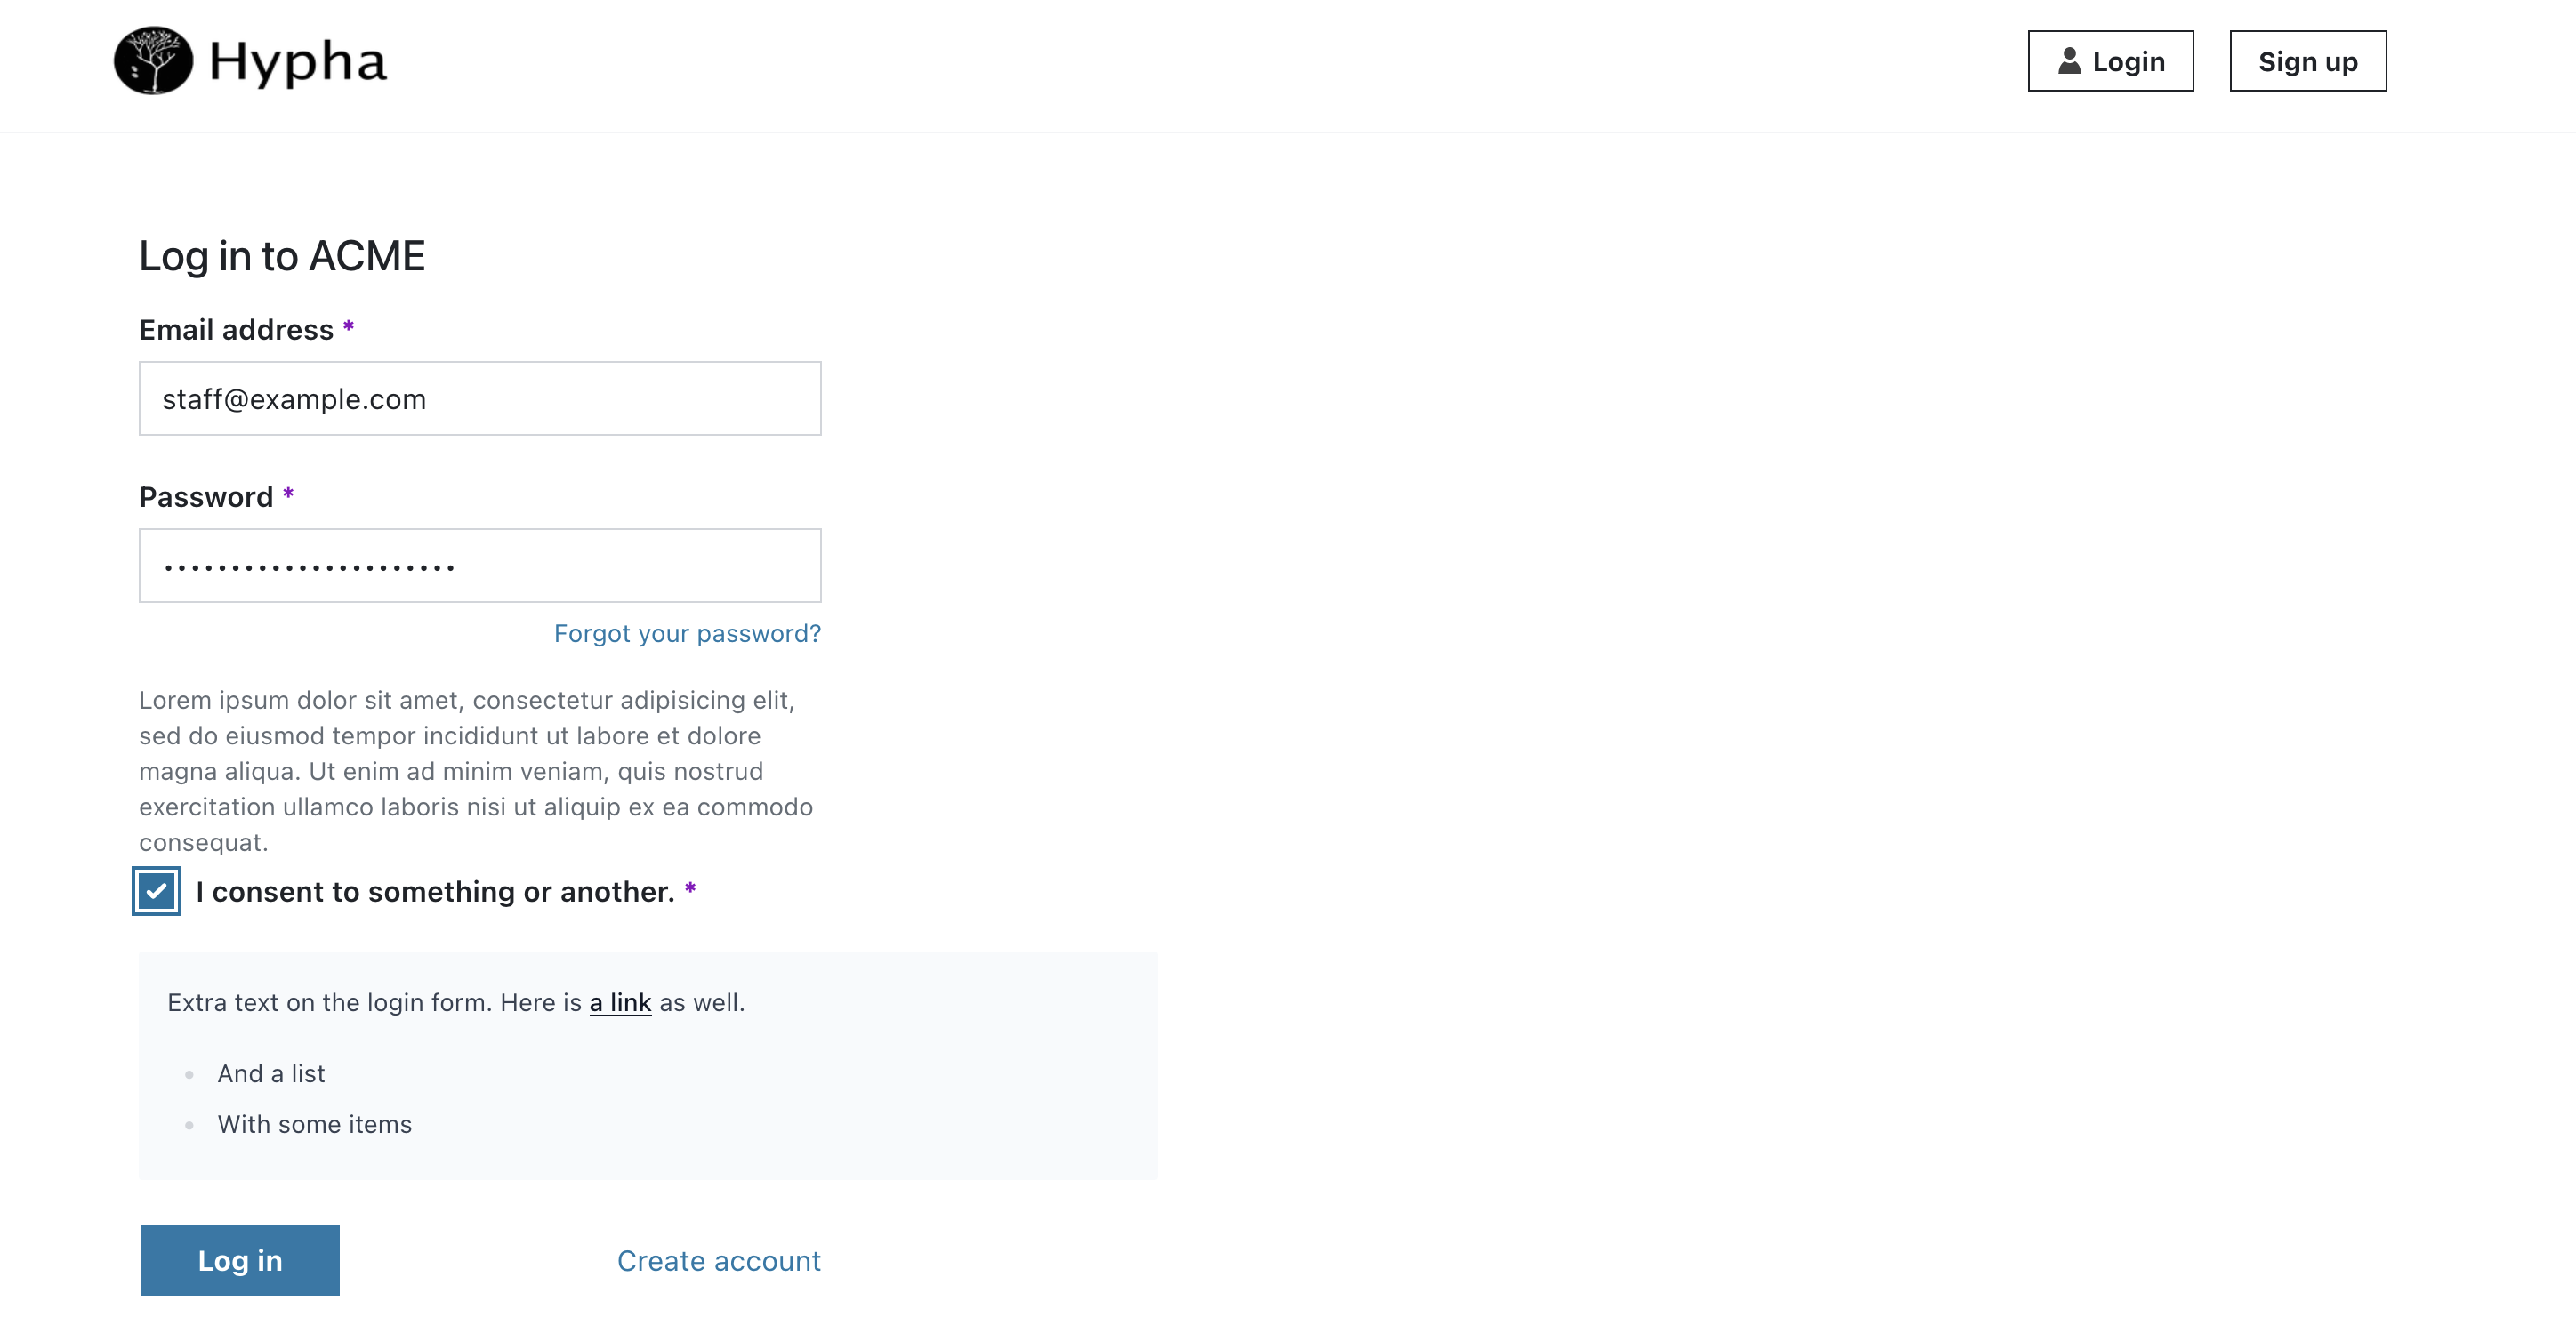 Hypha
Login
Sign up
Log in to ACME
Email address *
staff@example.com
Password *
••••••••••••••••••••••
Forgot your password?
Lorem ipsum dolor sit amet, consectetur adipisicing elit,
sed do eiusmod tempor incididunt ut labore et dolore
magna aliqua. Ut enim ad minim veniam, quis nostrud
exercitation ullamco laboris nisi ut aliquip ex ea commodo
consequat.
I consent to something or another. *
Extra text on the login form. Here is a link as well.
• And a list
• With some items
Log in
Create account